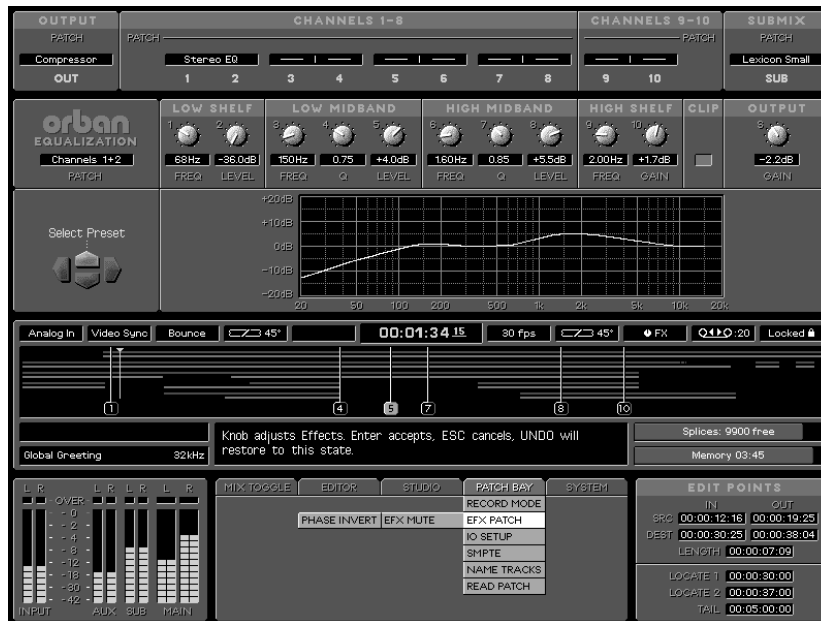 OUTPUT CHANNELS 1-8 CHANNELS 9-10 SUBMIX
PATCH PATCH PATCH PATCH
Compressor Stereo EQ Lexicon Small
OUT 1 2 3 4 5 6 7 8 9 10 SUB
orban LOW SHELF LOW MIDBAND HIGH MIDBAND HIGH SHELF CLIP OUTPUT
EQUALIZATION 1 2 3 4 5 6 7 8 9 10 S
Channels 1+2 68Hz -36.0dB 150Hz 0.75 +4.0dB 1.60Hz 0.85 +5.5dB 2.00Hz +1.7dB -2.2dB
PATCH FREQ LEVEL FREQ Q LEVEL FREQ Q LEVEL FREQ GAIN GAIN
Select Preset
+20dB
+10dB
0dB
-10dB
-20dB
20 50 100 200 500 1k 2k 5k 10k 20k
Analog In Video Sync Bounce 45° 00:01:34 15 30 fps 45° FX :20 Locked
1 4 5 7 8 10
Global Greeting 32kHz
Knob adjusts Effects. Enter accepts, ESC cancels, UNDO will
restore to this state.
Splices: 9900 free
Memory 03:45
L R L R L R L R
OVER
- 0
- 2
- 4
- 8
-12
-18
-30
-42
INPUT AUX SUB MAIN
MIX TOGGLE EDITOR STUDIO PATCH BAY SYSTEM
RECORD MODE
PHASE INVERT EFX MUTE EFX PATCH
IO SETUP
SMPTE
NAME TRACKS
READ PATCH
EDIT POINTS
IN OUT
SRC 00:00:12:16 00:00:19:25
DEST 00:00:30:25 00:00:38:04
LENGTH 00:00:07:09
LOCATE 1 00:00:30:00
LOCATE 2 00:00:37:00
TAIL 00:05:00:00